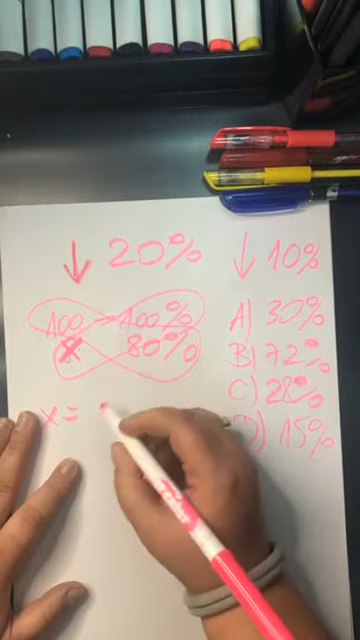 ↓ 20% ↓ 10%
100 → 100% A) 30%
x 80% B) 72%
C) 28%
x = D) 15%